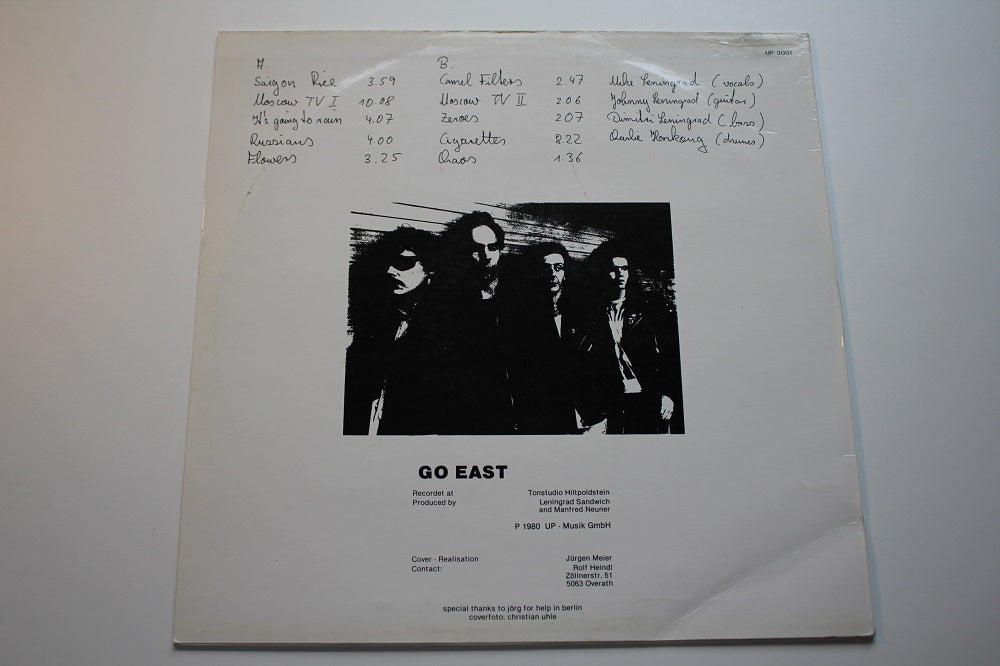 UP 3001
A.
Saigon Rice 3.59
Moscow TV I 10.08
It's going to rain 4.07
Russians 4.00
Flowers 3.25
B.
Camel Filters 2.47
Moscow TV II 2.06
Zeroes 2.07
Cigarettes 8.22
Chaos 1.36
Mike Leningrad (vocals)
Johnny Leningrad (guitar)
Dimitri Leningrad (bass)
Charlie Honkong (drums)
GO EAST
Recordet at Tonstudio Hiltpoldstein
Produced by Leningrad Sandwich
and Manfred Neuner
P 1980 UP - Musik GmbH
Cover - Realisation Jürgen Meier
Contact: Rolf Heindl
Zöllnerstr. 51
5063 Overath
special thanks to jörg for help in berlin
coverfoto: christian uhle